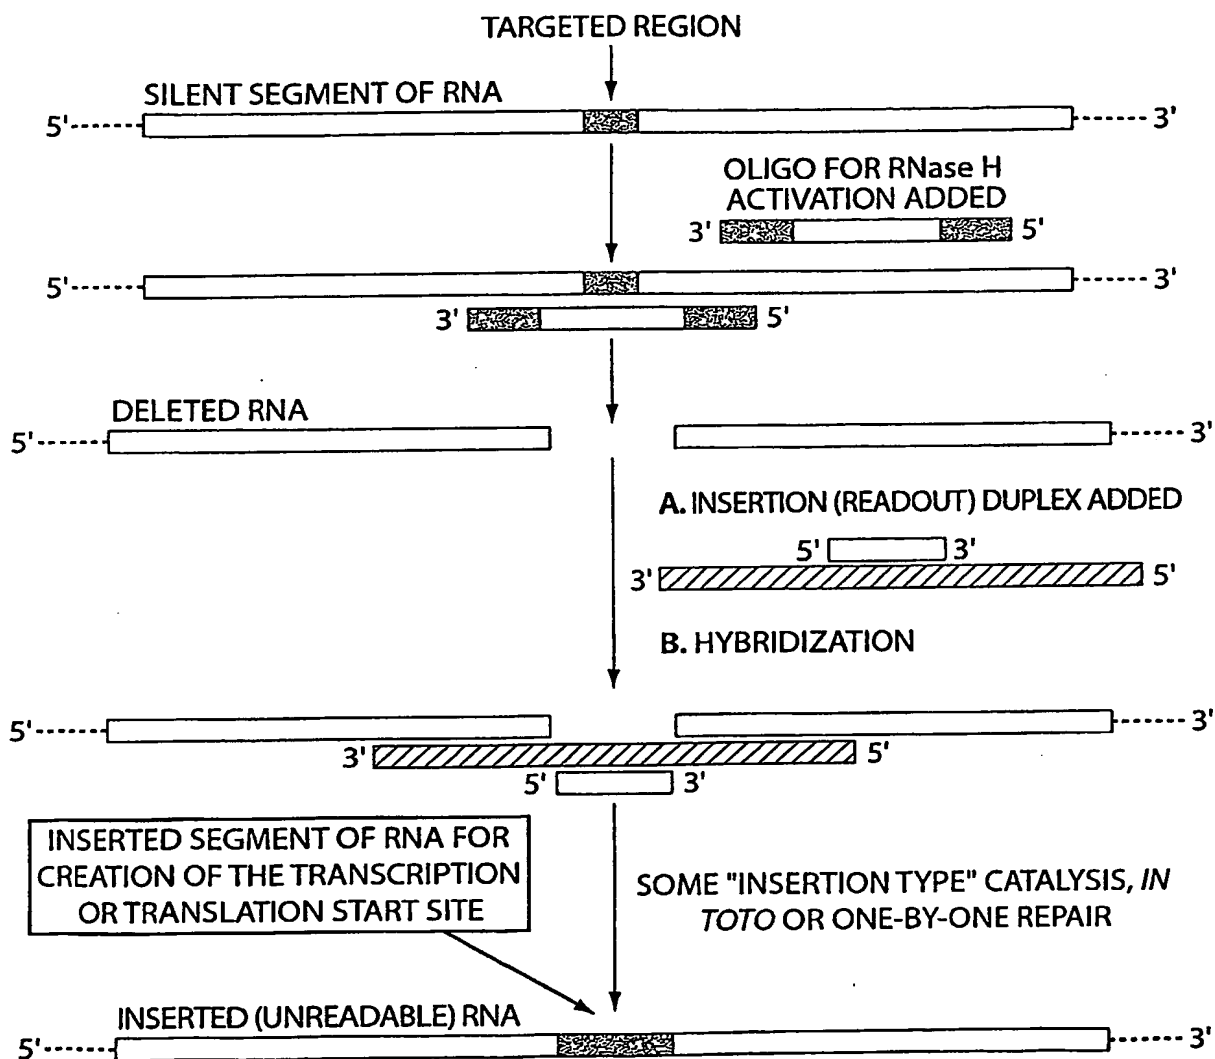 TARGETED REGION
SILENT SEGMENT OF RNA
5' 3'
OLIGO FOR RNase H
ACTIVATION ADDED
3' 5'
5' 3'
3' 5'
DELETED RNA
5' 3'
A. INSERTION (READOUT) DUPLEX ADDED
5' 3'
3' 5'
B. HYBRIDIZATION
5' 3'
3' 5'
5' 3'
INSERTED SEGMENT OF RNA FOR
CREATION OF THE TRANSCRIPTION
OR TRANSLATION START SITE
SOME "INSERTION TYPE" CATALYSIS, IN
TOTO OR ONE-BY-ONE REPAIR
INSERTED (UNREADABLE) RNA
5' 3'